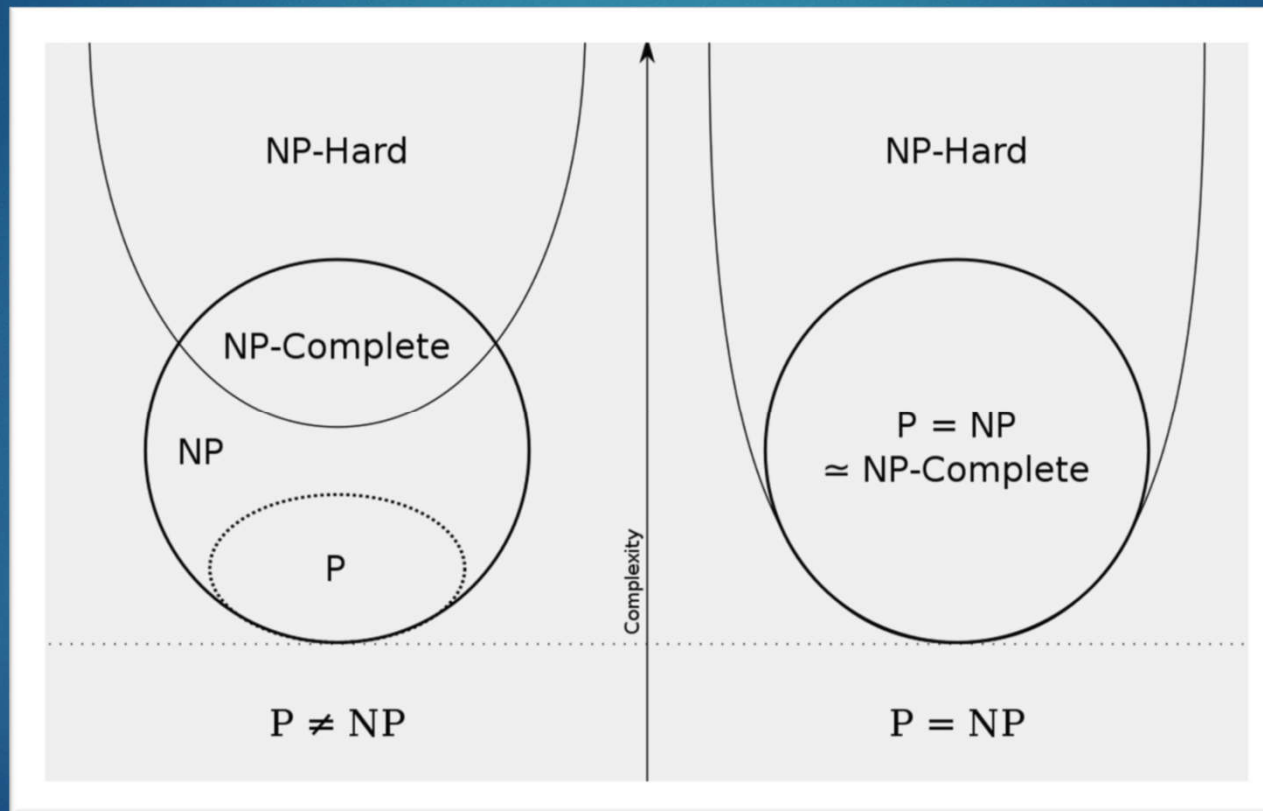 NP-Hard
NP-Complete
NP
P
P ≠ NP
Complexity
NP-Hard
P = NP
≃ NP-Complete
P = NP